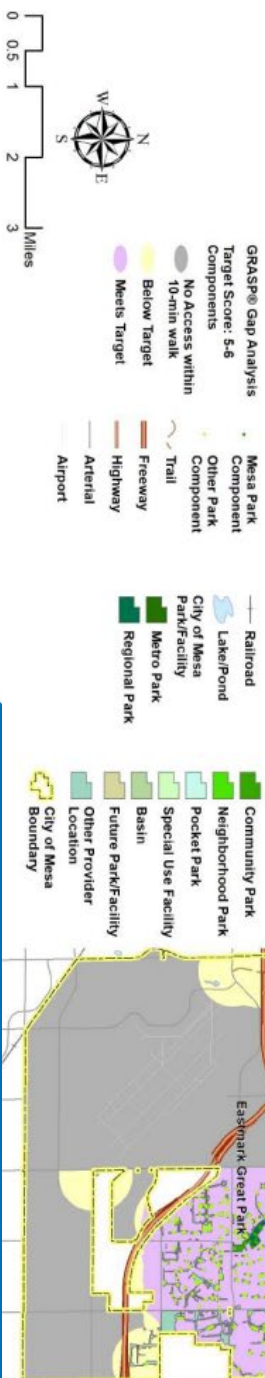 0 0.5 1 2 3
Miles
N
W E
S
GRASP® Gap Analysis
Target Score: 5-6
Components
No Access within
10-min walk
Below Target
Meets Target
Mesa Park
Component
Other Park
Component
Trail
Freeway
Highway
Arterial
Airport
Railroad
Lake/Pond
City of Mesa
Park/Facility
Metro Park
Regional Park
Community Park
Neighborhood Park
Pocket Park
Special Use Facility
Basin
Future Park/Facility
Other Provider
Location
City of Mesa
Boundary
Eastmark Great Park